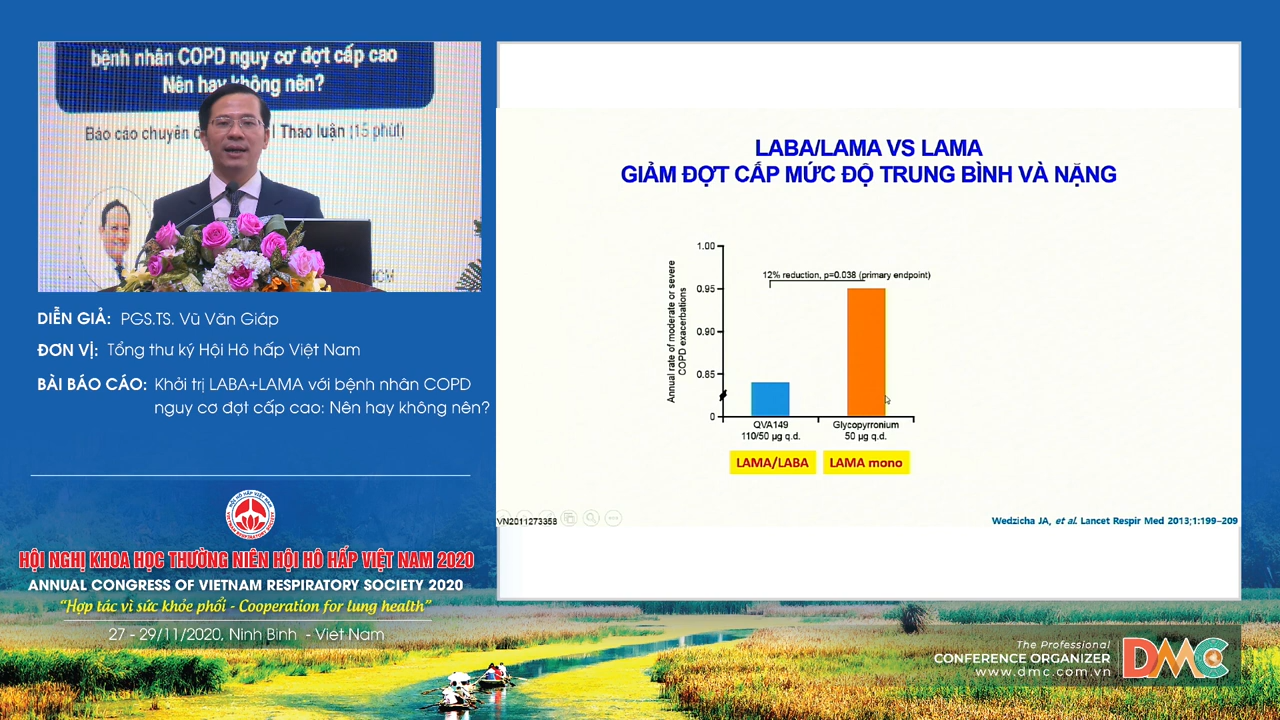 bệnh nhân COPD nguy cơ đợt cấp cao
Nên hay không nên?
Báo cáo chuyên
Thảo luận (15 phút)
HCM
DIỄN GIẢ: PGS.TS. Vũ Văn Giáp
ĐƠN VỊ: Tổng thư ký Hội Hô hấp Việt Nam
BÀI BÁO CÁO: Khởi trị LABA+LAMA với bệnh nhân COPD
nguy cơ đợt cấp cao: Nên hay không nên?
HỘI NGHỊ KHOA HỌC THƯỜNG NIÊN HỘI HÔ HẤP VIỆT NAM 2020
ANNUAL CONGRESS OF VIETNAM RESPIRATORY SOCIETY 2020
"Hợp tác vì sức khỏe phổi - Cooperation for lung health"
27 - 29/11/2020, Ninh Bình - Việt Nam
LABA/LAMA VS LAMA
GIẢM ĐỢT CẤP MỨC ĐỘ TRUNG BÌNH VÀ NẶNG
Annual rate of moderate or severe
COPD exacerbations
1.00
0.95
0.90
0.85
0
12% reduction, p=0.038 (primary endpoint)
QVA149
110/50 µg q.d.
Glycopyrronium
50 µg q.d.
LAMA/LABA
LAMA mono
VN2011273358
Wedzicha JA, et al. Lancet Respir Med 2013;1:199–209
The Professional
CONFERENCE ORGANIZER
www.dmc.com.vn
DMC